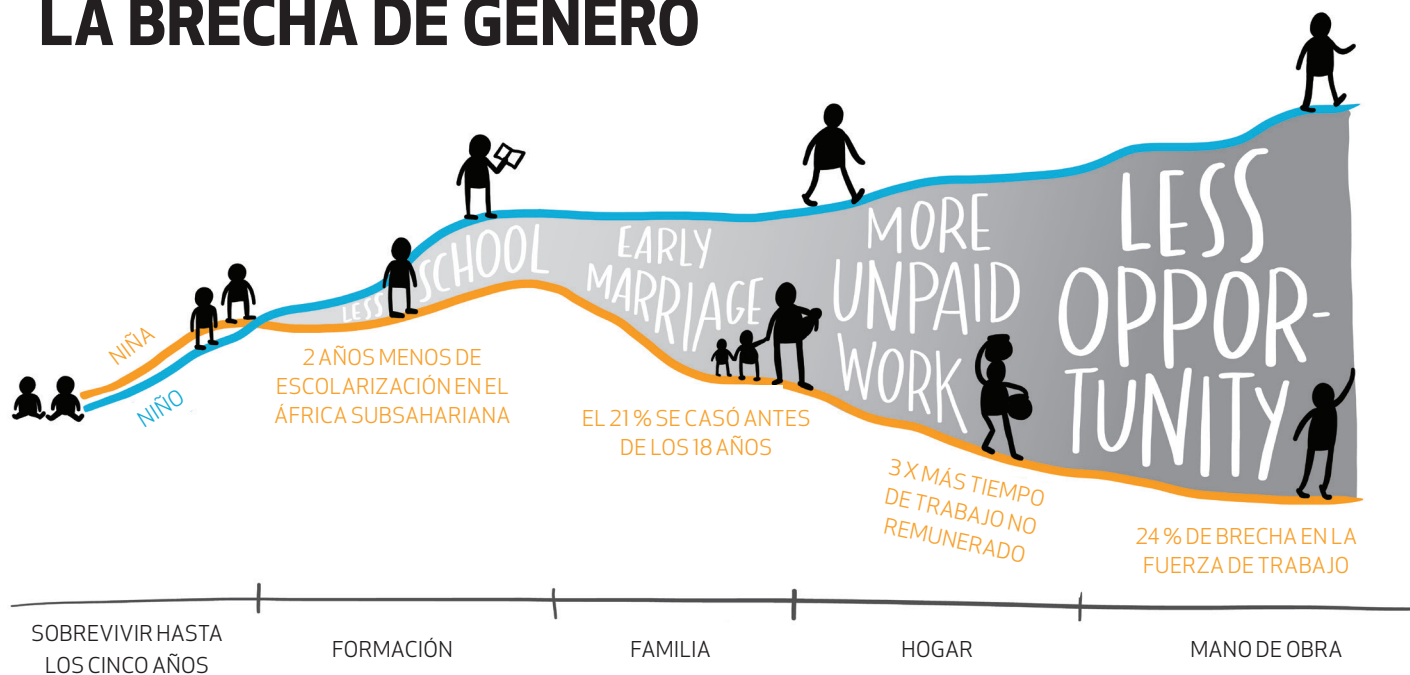 LA BRECHA DE GÉNERO
NIÑA
NIÑO
LESS SCHOOL
2 AÑOS MENOS DE
ESCOLARIZACIÓN EN EL
ÁFRICA SUBSAHARIANA
EARLY
MARRIAGE
EL 21 % SE CASÓ ANTES
DE LOS 18 AÑOS
MORE
UNPAID
WORK
3 X MÁS TIEMPO
DE TRABAJO NO
REMUNERADO
LESS
OPPOR-
TUNITY
24 % DE BRECHA EN LA
FUERZA DE TRABAJO
SOBREVIVIR HASTA
LOS CINCO AÑOS
FORMACIÓN
FAMILIA
HOGAR
MANO DE OBRA